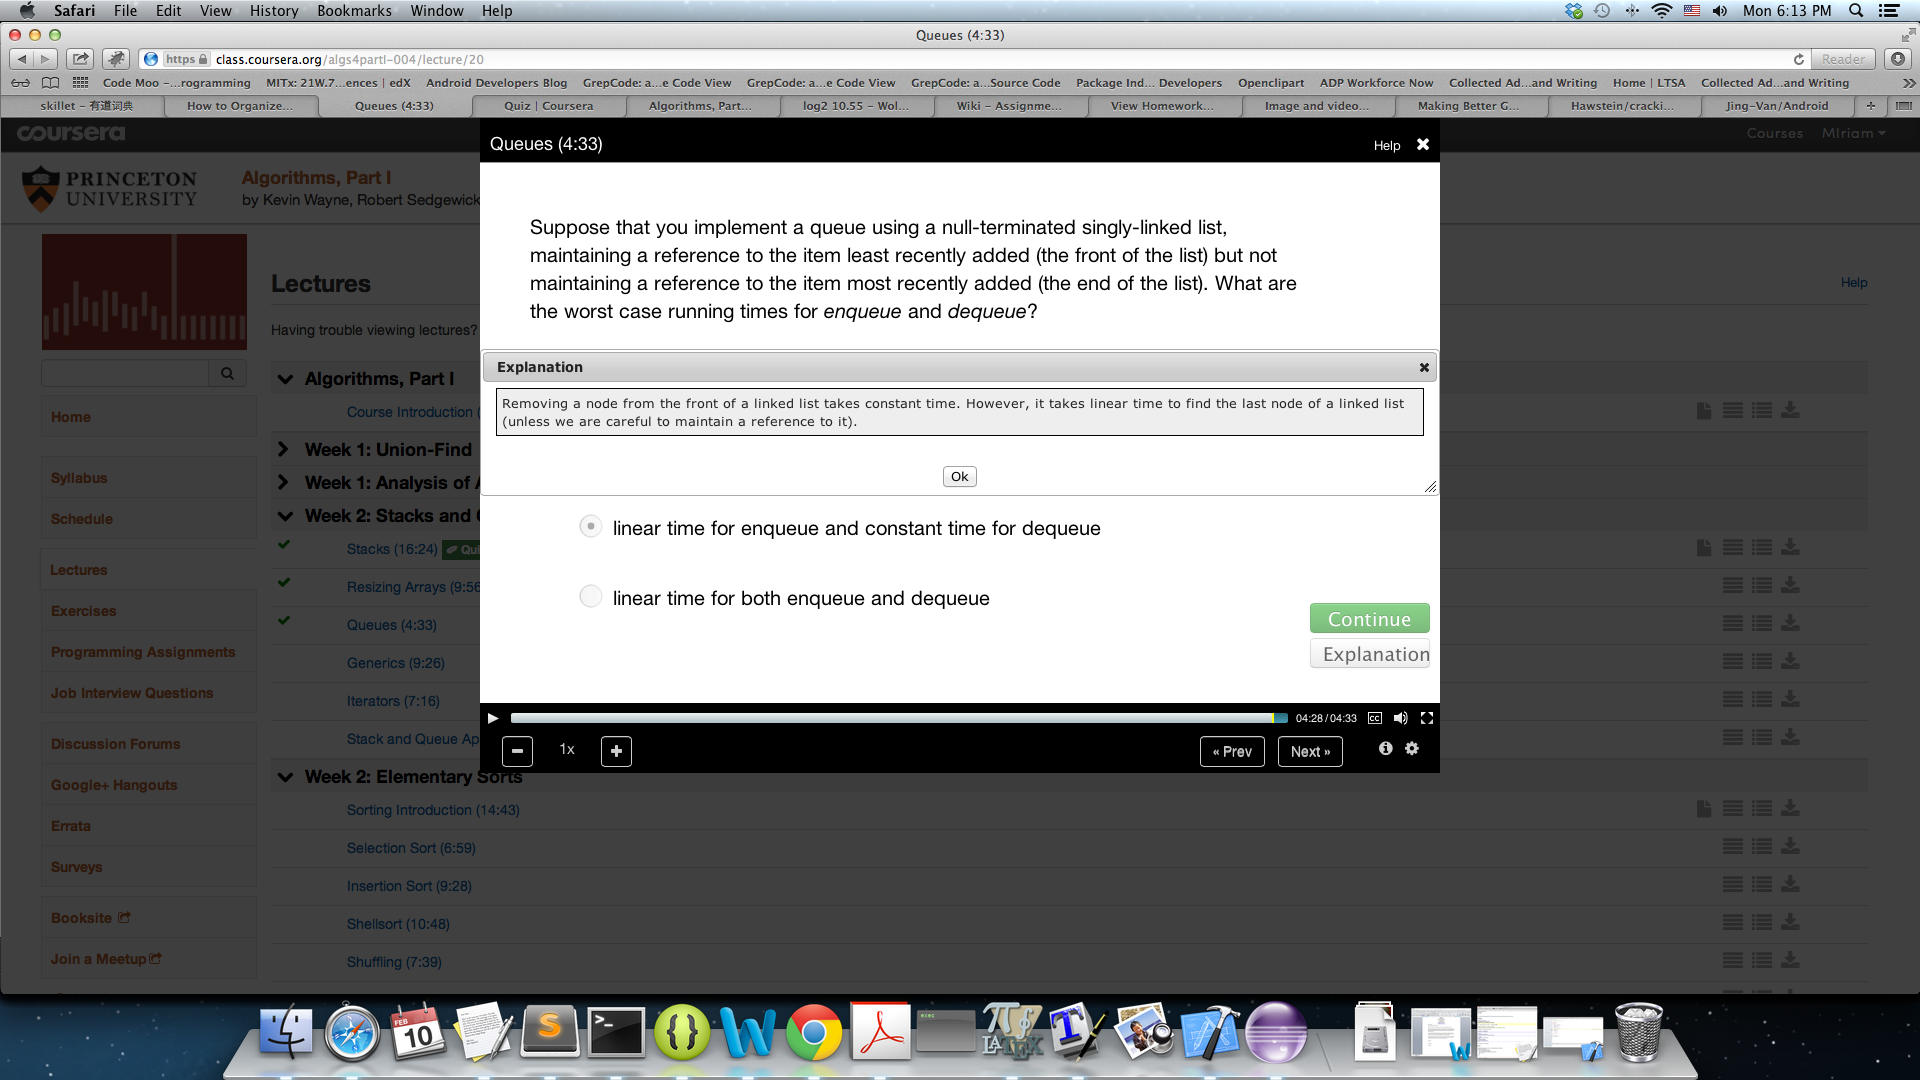 Safari File Edit View History Bookmarks Window Help
Mon 6:13 PM
Queues (4:33)
https class.coursera.org/algs4partI-004/lecture/20
Reader
Code Moo –...rogramming MITx: 21W.7...ences | edX Android Developers Blog GrepCode: a...e Code View GrepCode: a...e Code View GrepCode: a...Source Code Package Ind... Developers Openclipart ADP Workforce Now Collected Ad...and Writing Home | LTSA Collected Ad...and Writing
skillet – 有道词典 How to Organize... Queues (4:33) Quiz | Coursera Algorithms, Part... log2 10.55 – Wol... Wiki – Assignme... View Homework... Image and video... Making Better G... Hawstein/cracki... Jing-Van/Android
coursera
Courses MIriam
Queues (4:33)
Help
PRINCETON
UNIVERSITY
Algorithms, Part I
by Kevin Wayne, Robert Sedgewick
Suppose that you implement a queue using a null-terminated singly-linked list,
maintaining a reference to the item least recently added (the front of the list) but not
maintaining a reference to the item most recently added (the end of the list). What are
the worst case running times for enqueue and dequeue?
Explanation
Removing a node from the front of a linked list takes constant time. However, it takes linear time to find the last node of a linked list
(unless we are careful to maintain a reference to it).
Ok
linear time for enqueue and constant time for dequeue
linear time for both enqueue and dequeue
Continue
Explanation
04:28 / 04:33
CC
1x
« Prev
Next »
Lectures
Help
Having trouble viewing lectures?
Algorithms, Part I
Course Introduction (
Week 1: Union-Find
Week 1: Analysis of A
Week 2: Stacks and Q
Stacks (16:24) Qui
Resizing Arrays (9:56
Queues (4:33)
Generics (9:26)
Iterators (7:16)
Stack and Queue Ap
Week 2: Elementary Sorts
Sorting Introduction (14:43)
Selection Sort (6:59)
Insertion Sort (9:28)
Shellsort (10:48)
Shuffling (7:39)
Home
Syllabus
Schedule
Lectures
Exercises
Programming Assignments
Job Interview Questions
Discussion Forums
Google+ Hangouts
Errata
Surveys
Booksite
Join a Meetup
FEB
10
exec
LATEX